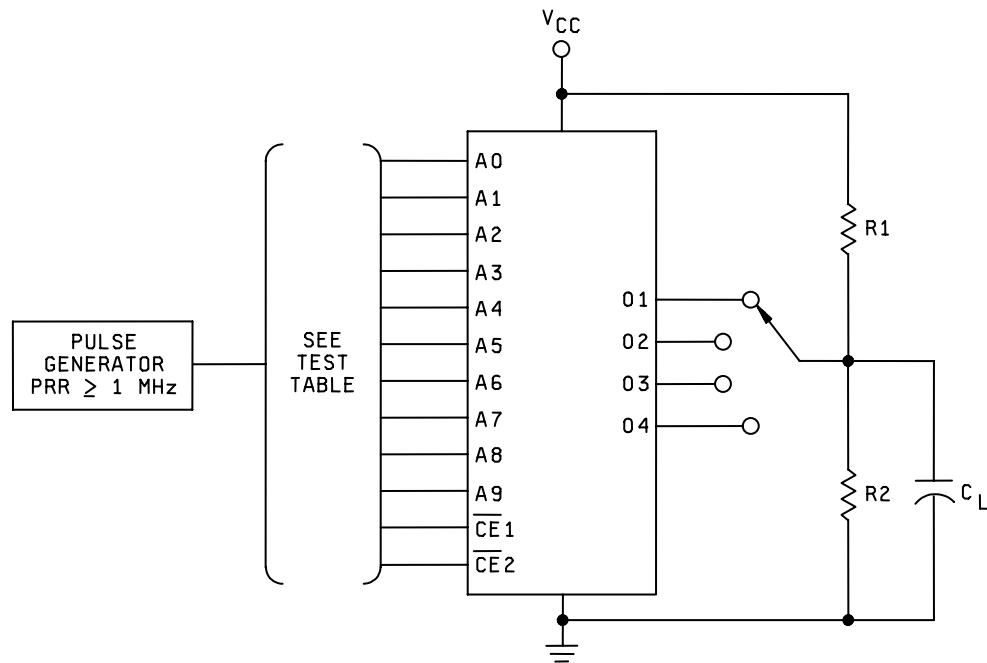 VCC
A0
A1
A2
A3
A4
A5
A6
A7
A8
A9
CE1
CE2
O1
O2
O3
O4
R1
R2
CL
PULSE
GENERATOR
PRR ≥ 1 MHz
SEE
TEST
TABLE